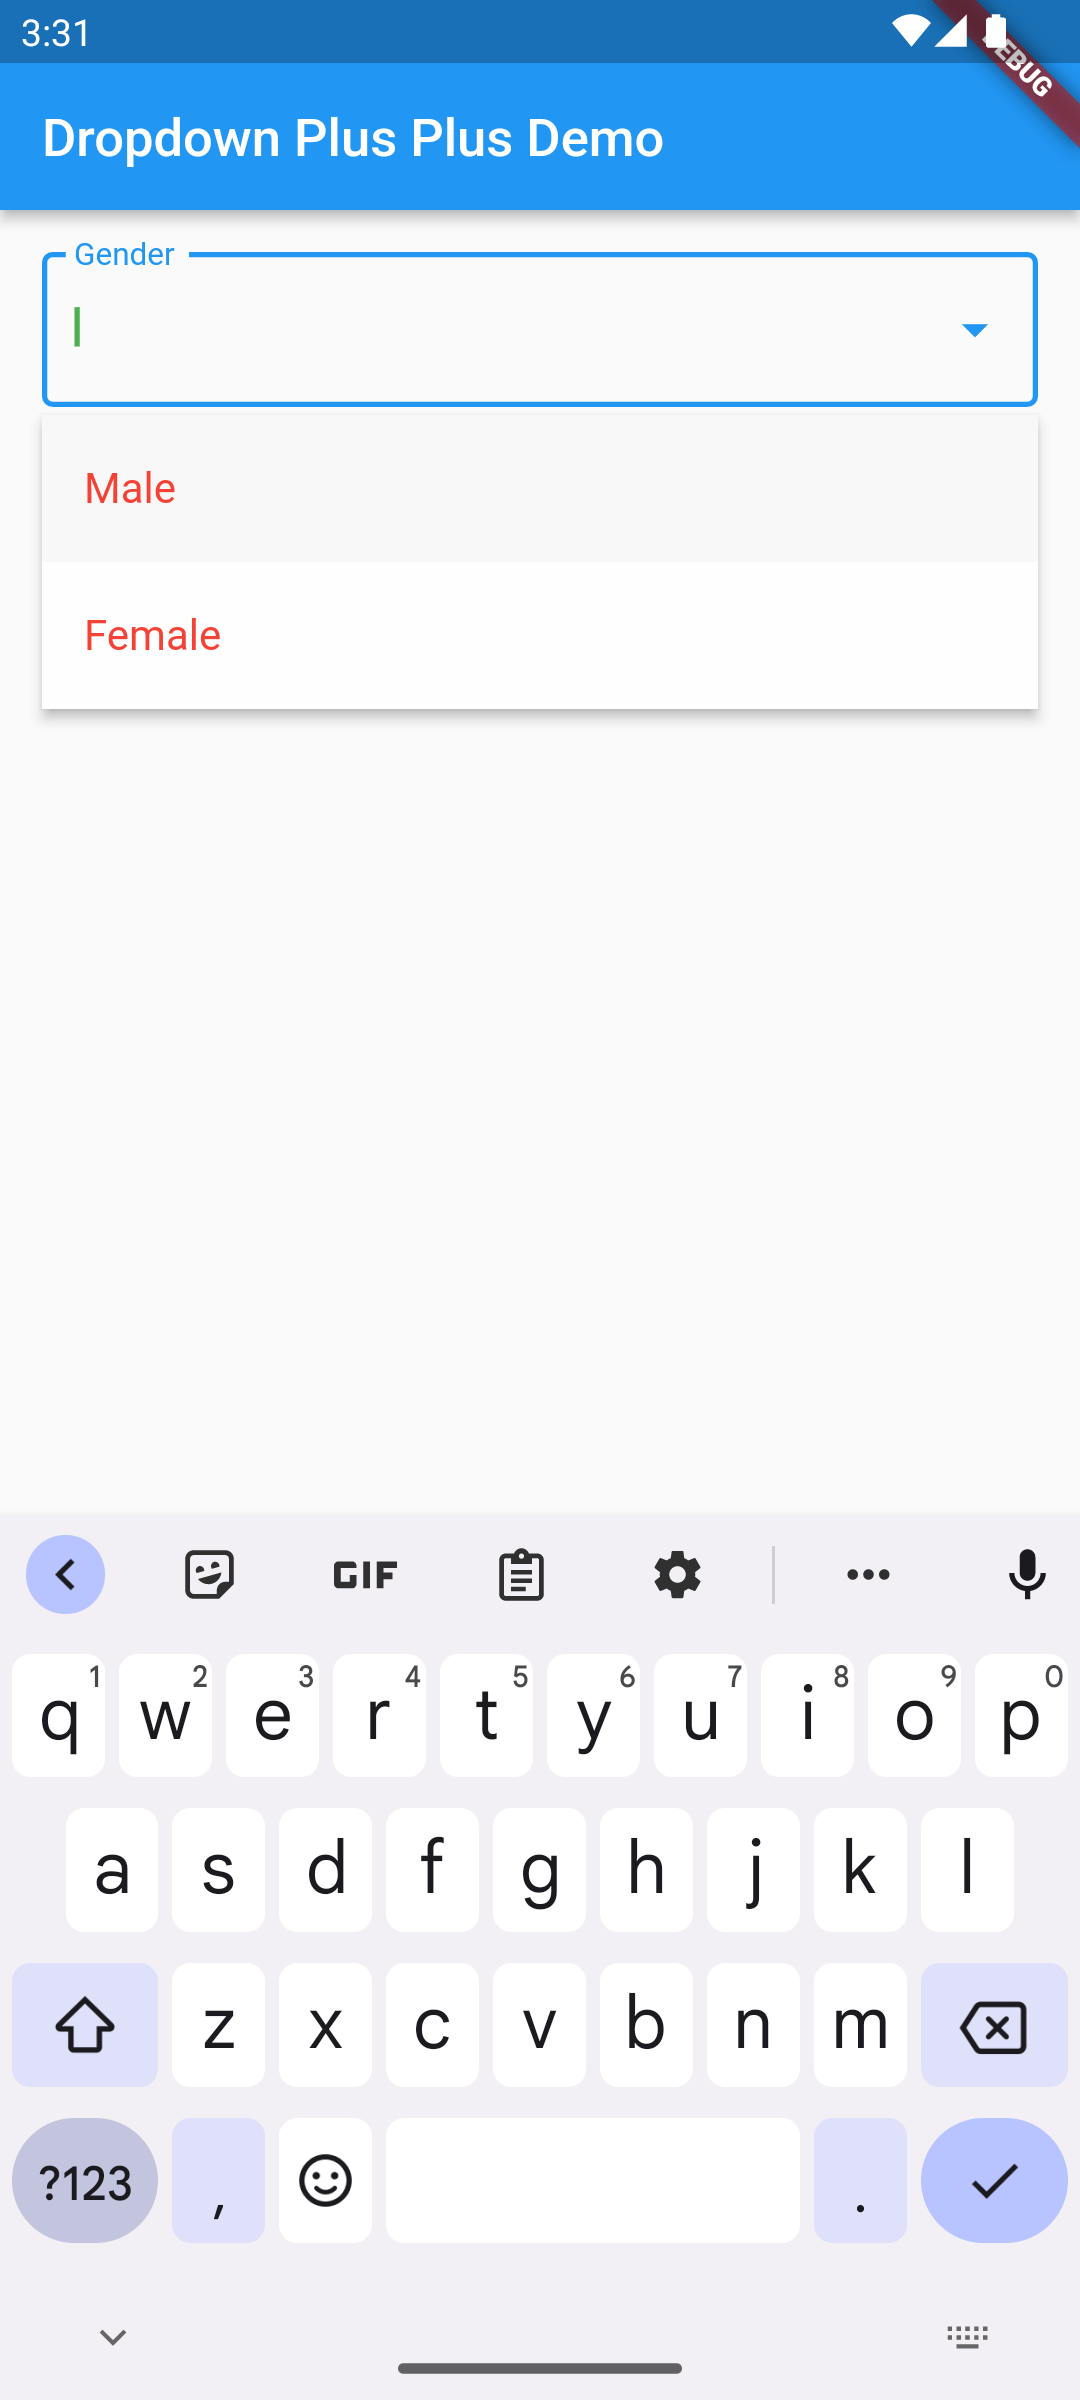 3:31
DEBUG
Dropdown Plus Plus Demo
Gender
Male
Female
GIF
1 2 3 4 5 6 7 8 9 0
q w e r t y u i o p
a s d f g h j k l
z x c v b n m
?123 , .